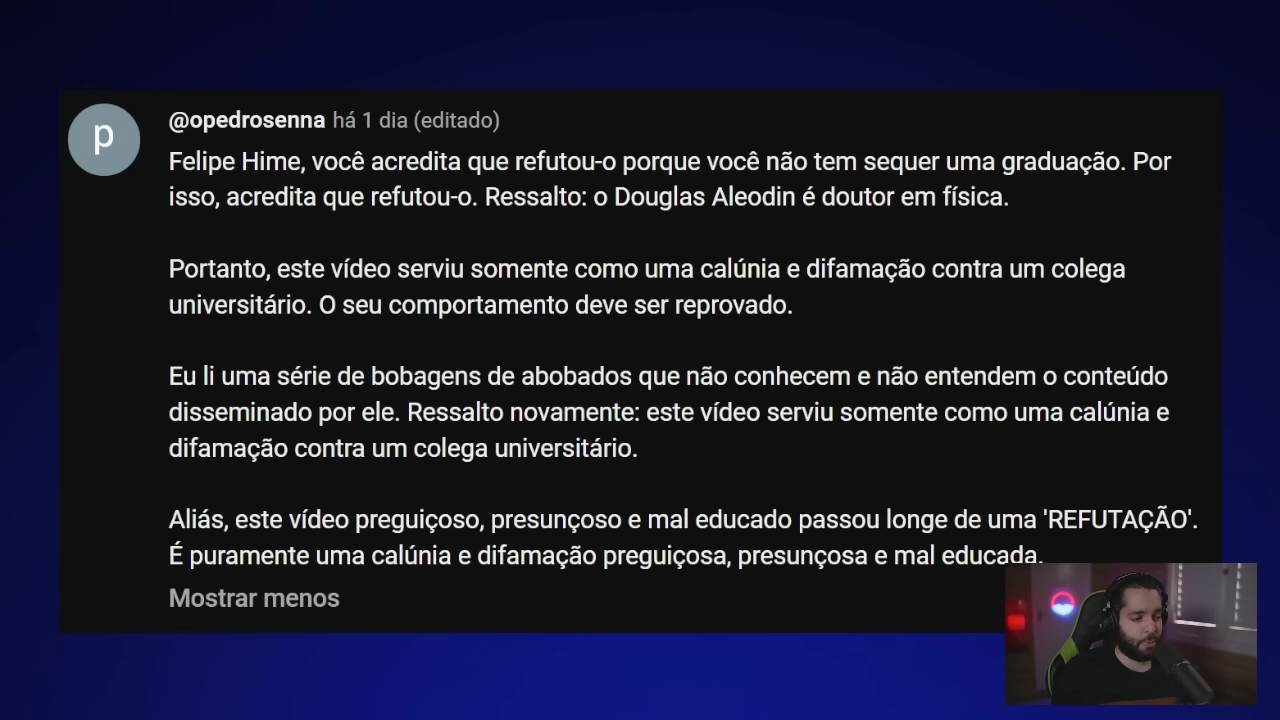 p
@opedrosenna há 1 dia (editado)
Felipe Hime, você acredita que refutou-o porque você não tem sequer uma graduação. Por
isso, acredita que refutou-o. Ressalto: o Douglas Aleodin é doutor em física.
Portanto, este vídeo serviu somente como uma calúnia e difamação contra um colega
universitário. O seu comportamento deve ser reprovado.
Eu li uma série de bobagens de abobados que não conhecem e não entendem o conteúdo
disseminado por ele. Ressalto novamente: este vídeo serviu somente como uma calúnia e
difamação contra um colega universitário.
Aliás, este vídeo preguiçoso, presunçoso e mal educado passou longe de uma 'REFUTAÇÃO'.
É puramente uma calúnia e difamação preguiçosa, presunçosa e mal educada.
Mostrar menos